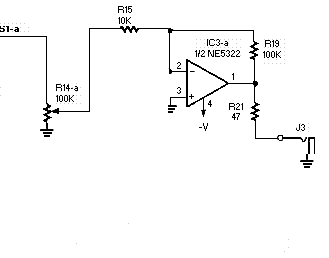 S1-a
R15
10K
IC3-a
1/2 NE5322
R19
100K
R14-a
100K
2
1
3
4
-V
R21
47
J3